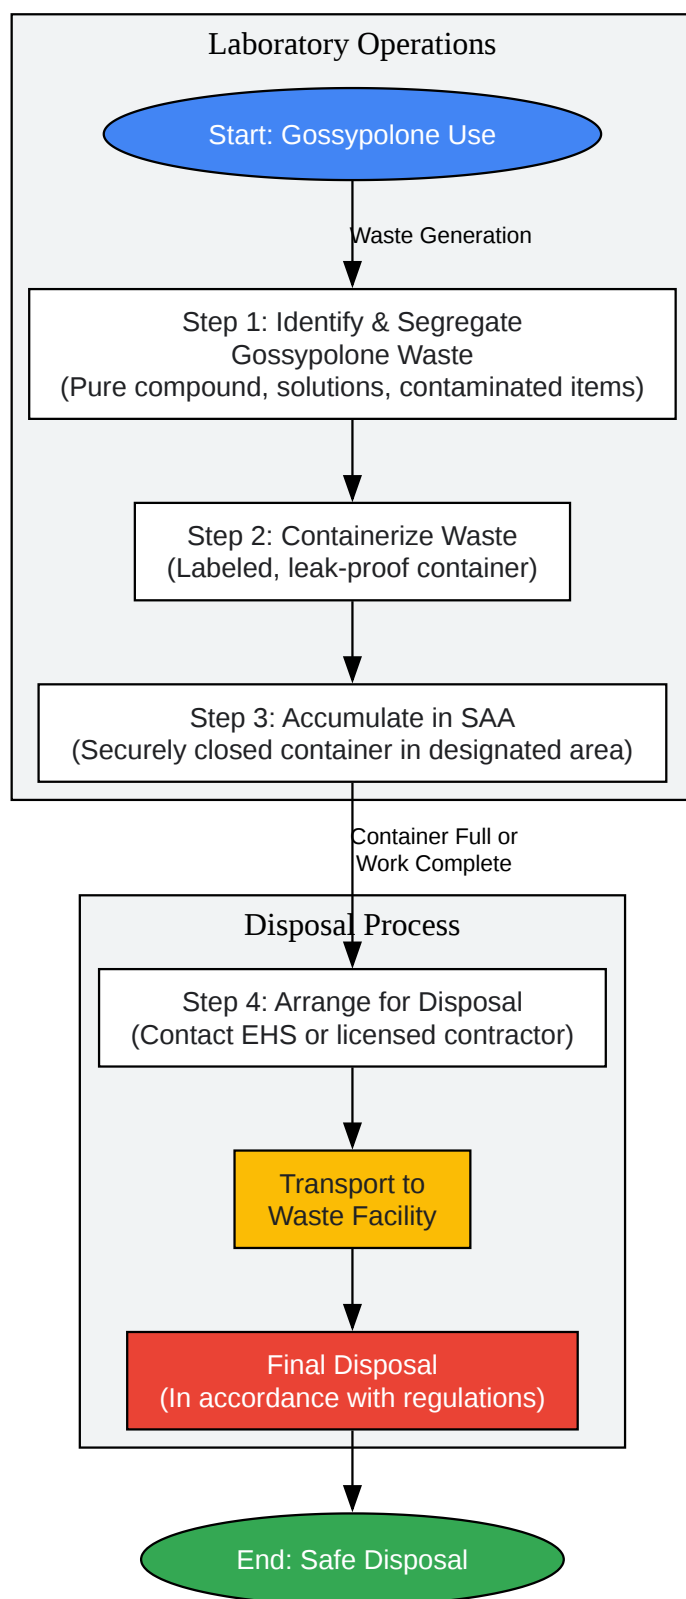 Laboratory Operations
Start: Gossypolone Use
Waste Generation
Step 1: Identify & Segregate
Gossypolone Waste
(Pure compound, solutions, contaminated items)
Step 2: Containerize Waste
(Labeled, leak-proof container)
Step 3: Accumulate in SAA
(Securely closed container in designated area)
Container Full or
Work Complete
Disposal Process
Step 4: Arrange for Disposal
(Contact EHS or licensed contractor)
Transport to
Waste Facility
Final Disposal
(In accordance with regulations)
End: Safe Disposal